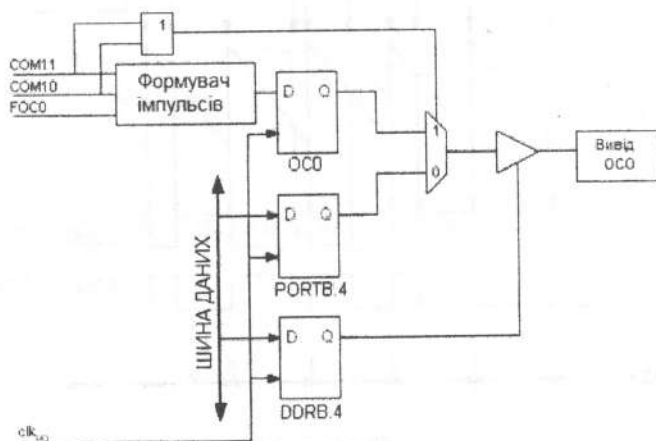 1
COM11
COM10
FOC0
Формувач
імпульсів
D Q
OC0
1
0
Вивід
OC0
D Q
PORTB.4
ШИНА ДАНИХ
D Q
DDRB.4
clk I/O